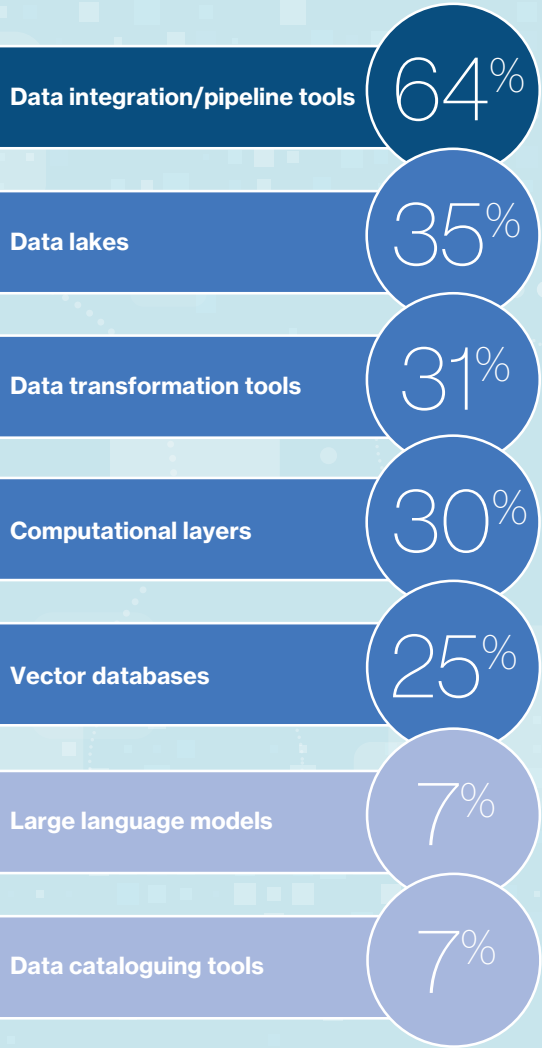 Data integration/pipeline tools 64%
Data lakes 35%
Data transformation tools 31%
Computational layers 30%
Vector databases 25%
Large language models 7%
Data cataloguing tools 7%